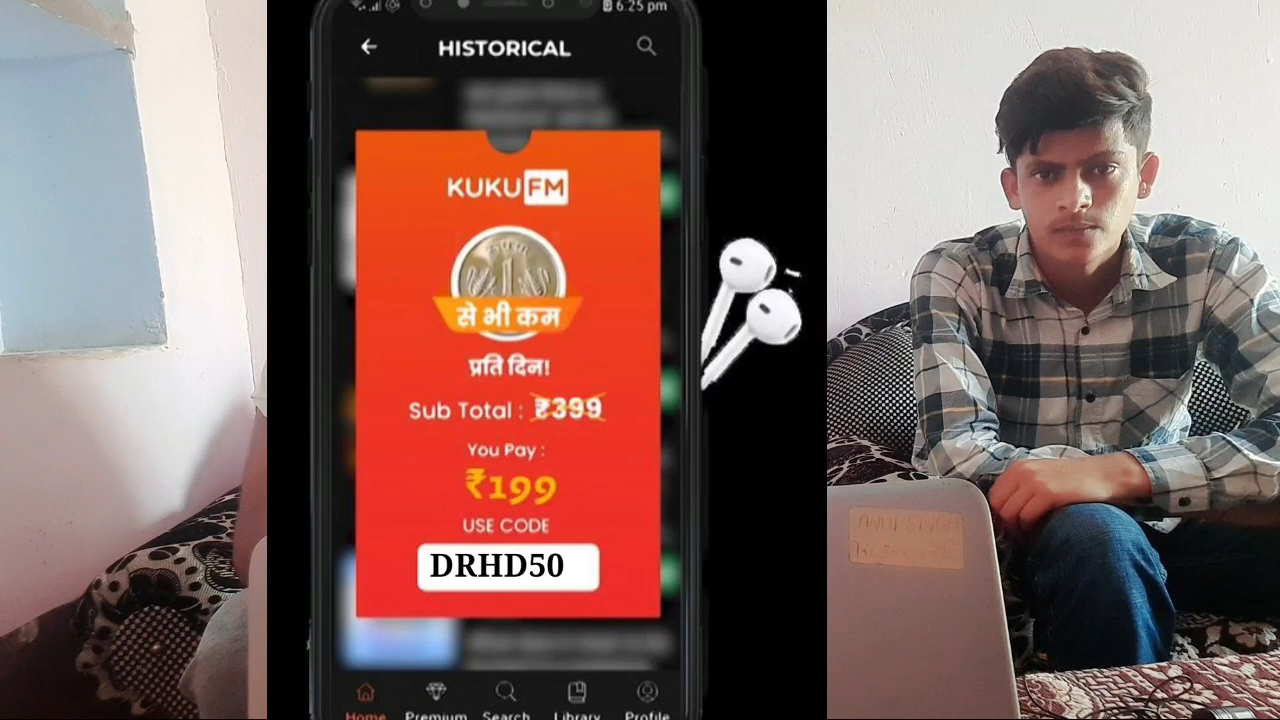 6:25 pm
HISTORICAL
KUKU FM
1
से भी कम
प्रति दिन!
Sub Total : ₹399
You Pay :
₹199
USE CODE
DRHD50
Home Premium Search Library Profile